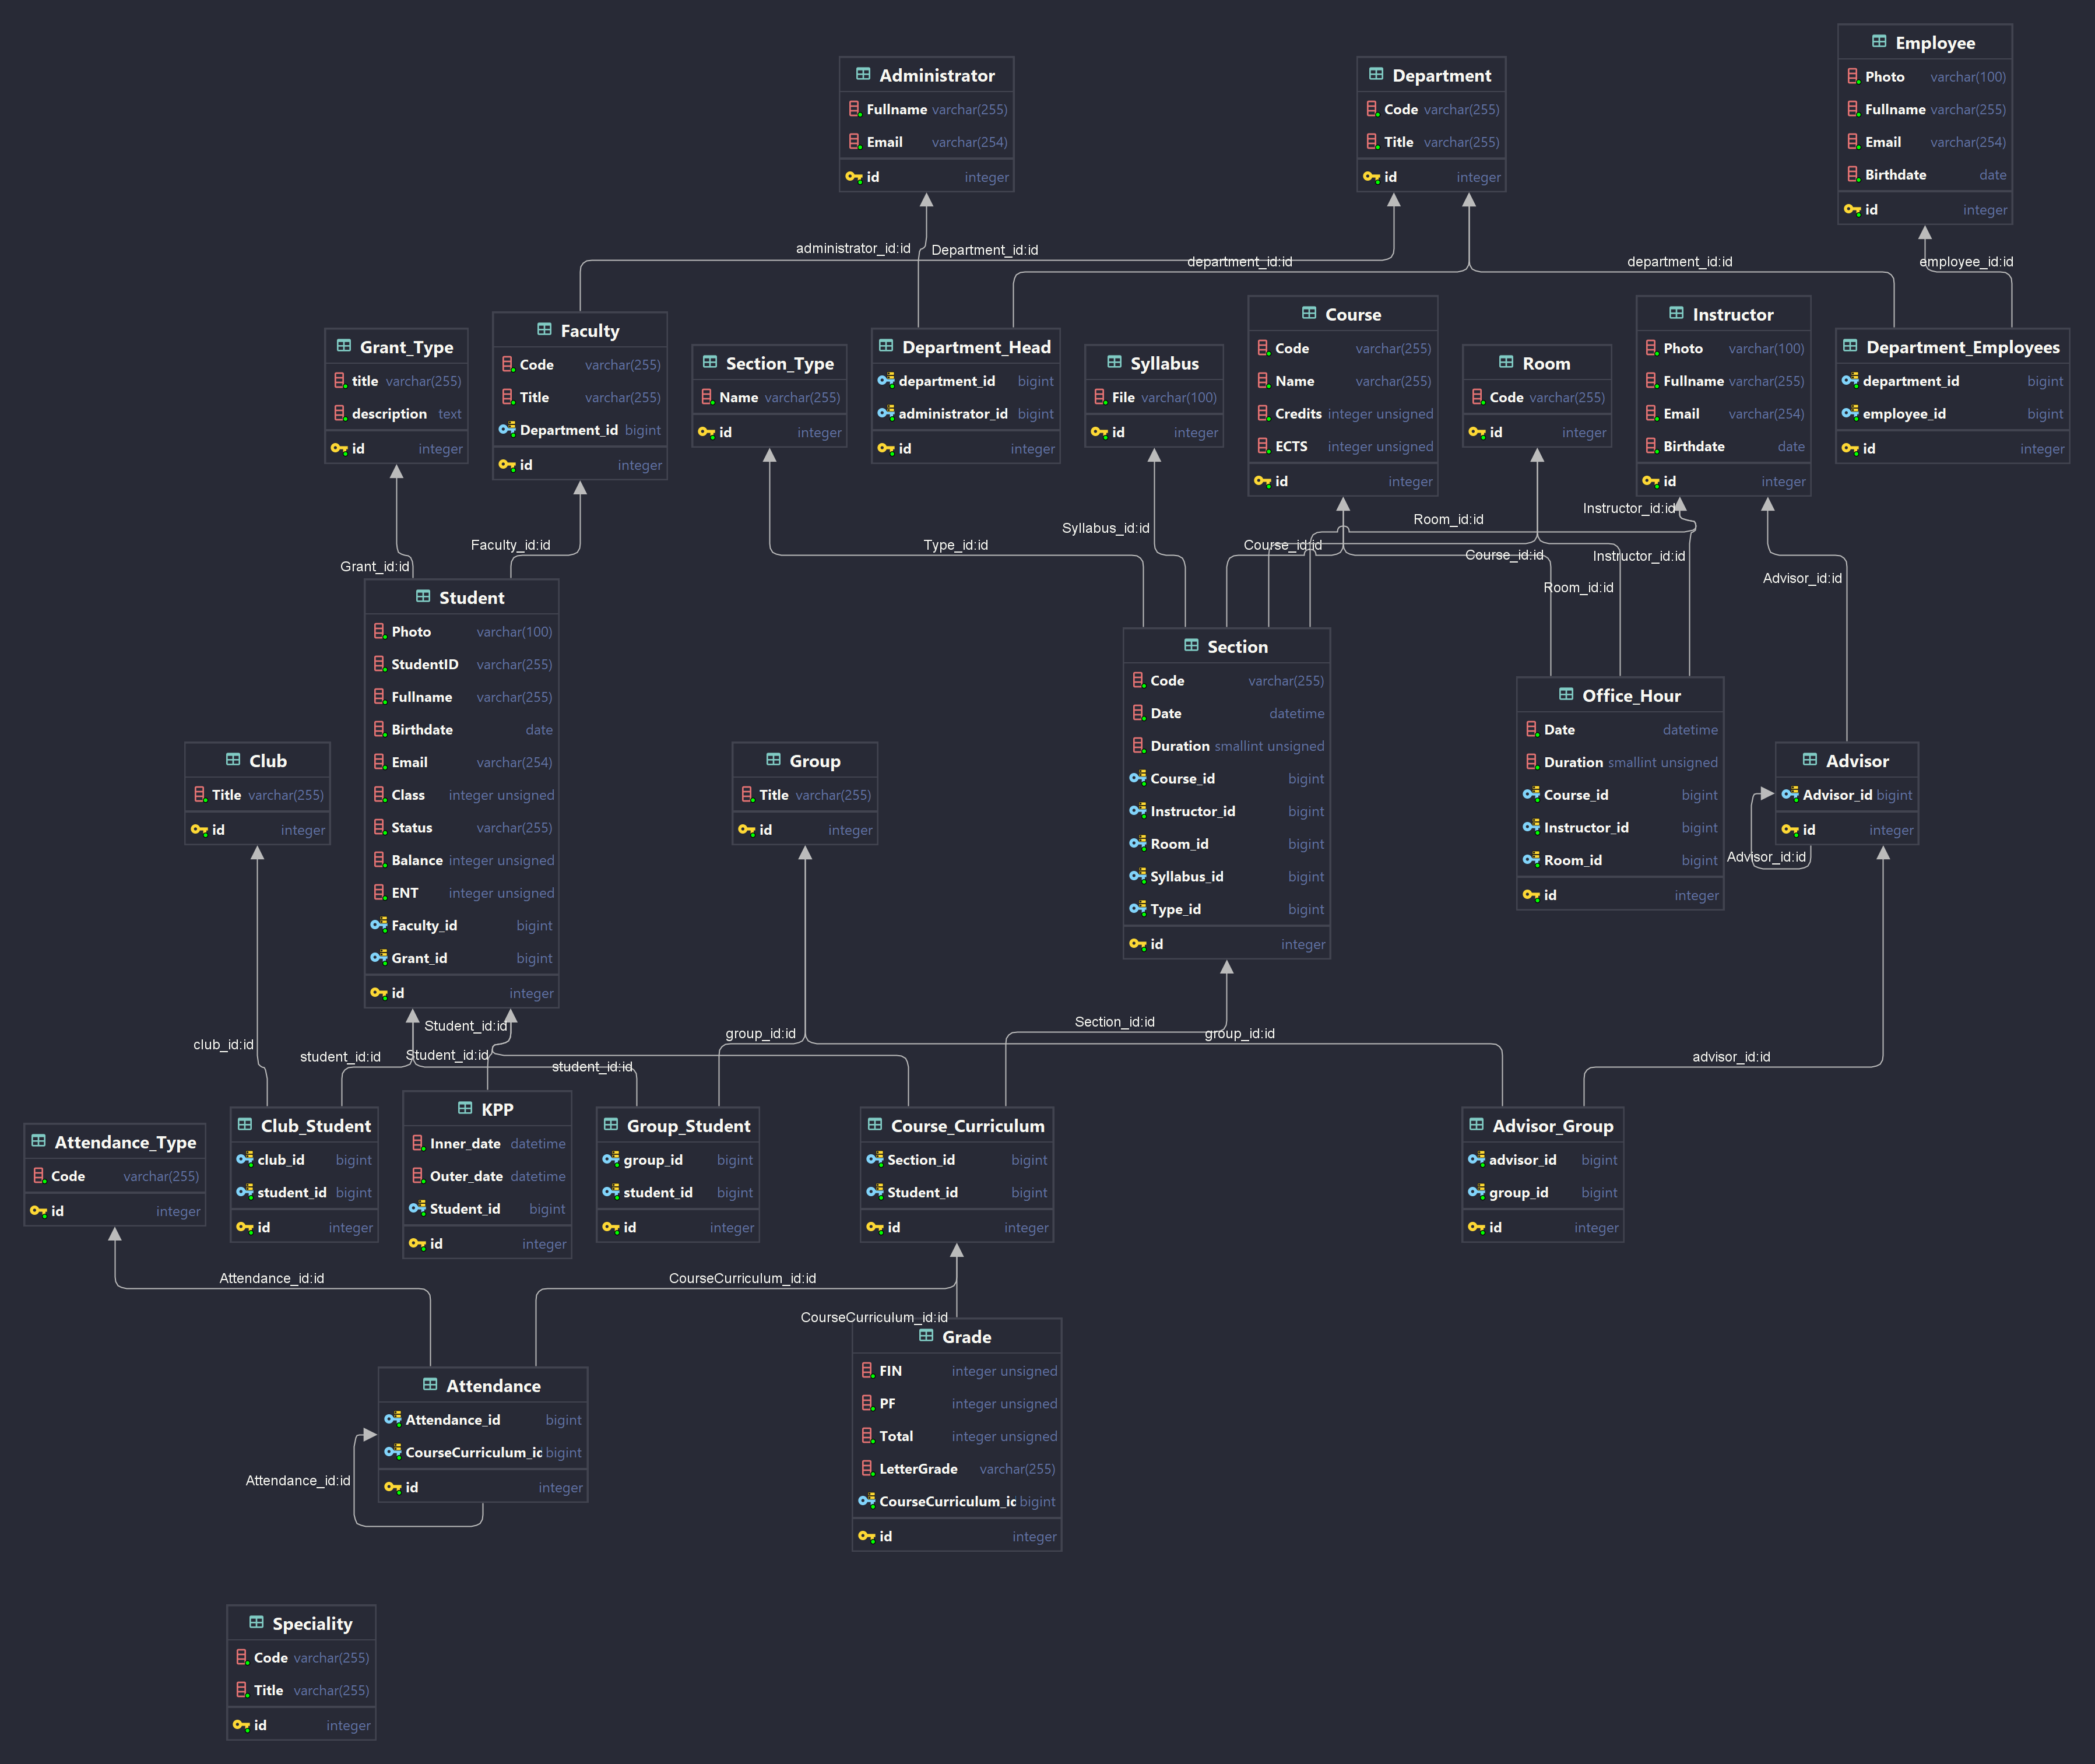 Employee
Photo varchar(100)
Fullname varchar(255)
Email varchar(254)
Birthdate date
id integer
Administrator
Fullname varchar(255)
Email varchar(254)
id integer
Department
Code varchar(255)
Title varchar(255)
id integer
administrator_id:id
Department_id:id
department_id:id
department_id:id
employee_id:id
Grant_Type
title varchar(255)
description text
id integer
Faculty
Code varchar(255)
Title varchar(255)
Department_id bigint
id integer
Section_Type
Name varchar(255)
id integer
Department_Head
department_id bigint
administrator_id bigint
id integer
Syllabus
File varchar(100)
id integer
Course
Code varchar(255)
Name varchar(255)
Credits integer unsigned
ECTS integer unsigned
id integer
Room
Code varchar(255)
id integer
Instructor
Photo varchar(100)
Fullname varchar(255)
Email varchar(254)
Birthdate date
id integer
Department_Employees
department_id bigint
employee_id bigint
id integer
Grant_id:id
Faculty_id:id
Type_id:id
Syllabus_id:id
Course_id:id
Room_id:id
Course_id:id
Instructor_id:id
Instructor_id:id
Room_id:id
Advisor_id:id
Student
Photo varchar(100)
StudentID varchar(255)
Fullname varchar(255)
Birthdate date
Email varchar(254)
Class integer unsigned
Status varchar(255)
Balance integer unsigned
ENT integer unsigned
Faculty_id bigint
Grant_id bigint
id integer
Section
Code varchar(255)
Date datetime
Duration smallint unsigned
Course_id bigint
Instructor_id bigint
Room_id bigint
Syllabus_id bigint
Type_id bigint
id integer
Office_Hour
Date datetime
Duration smallint unsigned
Course_id bigint
Instructor_id bigint
Room_id bigint
id integer
Club
Title varchar(255)
id integer
Group
Title varchar(255)
id integer
Advisor
Advisor_id bigint
id integer
Advisor_id:id
club_id:id
student_id:id
Student_id:id
Student_id:id
student_id:id
group_id:id
Section_id:id
group_id:id
advisor_id:id
Attendance_Type
Code varchar(255)
id integer
Club_Student
club_id bigint
student_id bigint
id integer
KPP
Inner_date datetime
Outer_date datetime
Student_id bigint
id integer
Group_Student
group_id bigint
student_id bigint
id integer
Course_Curriculum
Section_id bigint
Student_id bigint
id integer
Advisor_Group
advisor_id bigint
group_id bigint
id integer
Attendance_id:id
CourseCurriculum_id:id
CourseCurriculum_id:id
Attendance
Attendance_id bigint
CourseCurriculum_ic bigint
id integer
Attendance_id:id
Grade
FIN integer unsigned
PF integer unsigned
Total integer unsigned
LetterGrade varchar(255)
CourseCurriculum_ic bigint
id integer
Speciality
Code varchar(255)
Title varchar(255)
id integer